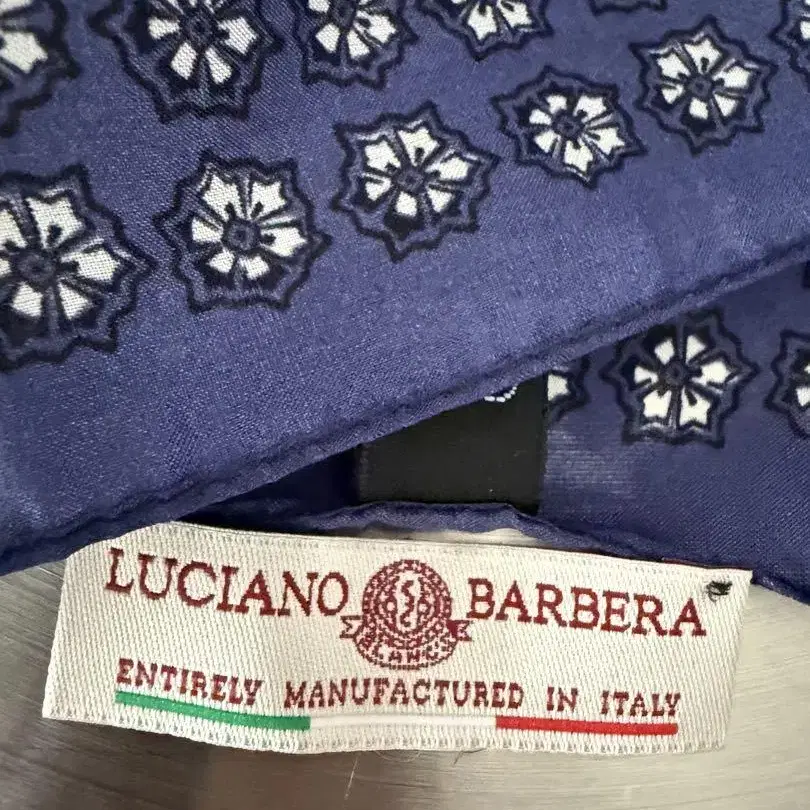 LUCIANO BARBERA
ENTIRELY MANUFACTURED IN ITALY